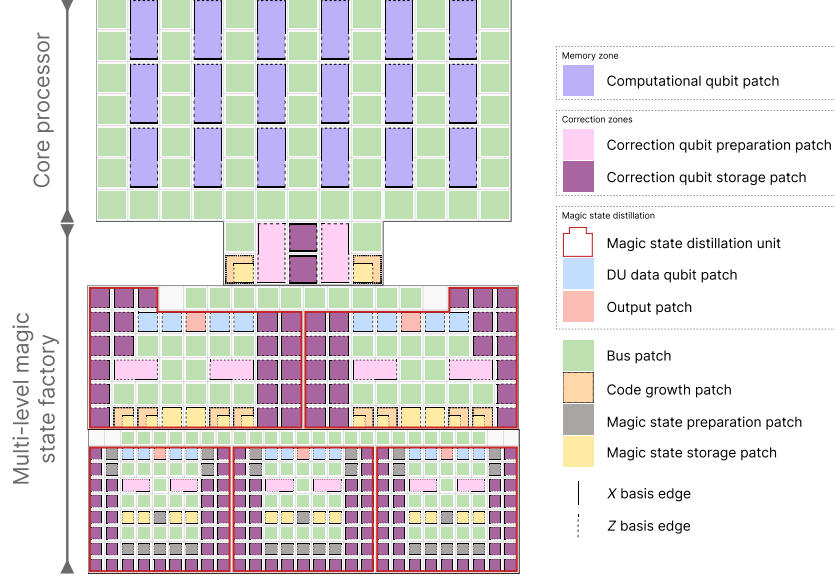 Core processor
Multi-level magic
state factory
Memory zone
Computational qubit patch
Correction zones
Correction qubit preparation patch
Correction qubit storage patch
Magic state distillation
Magic state distillation unit
DU data qubit patch
Output patch
Bus patch
Code growth patch
Magic state preparation patch
Magic state storage patch
X basis edge
Z basis edge